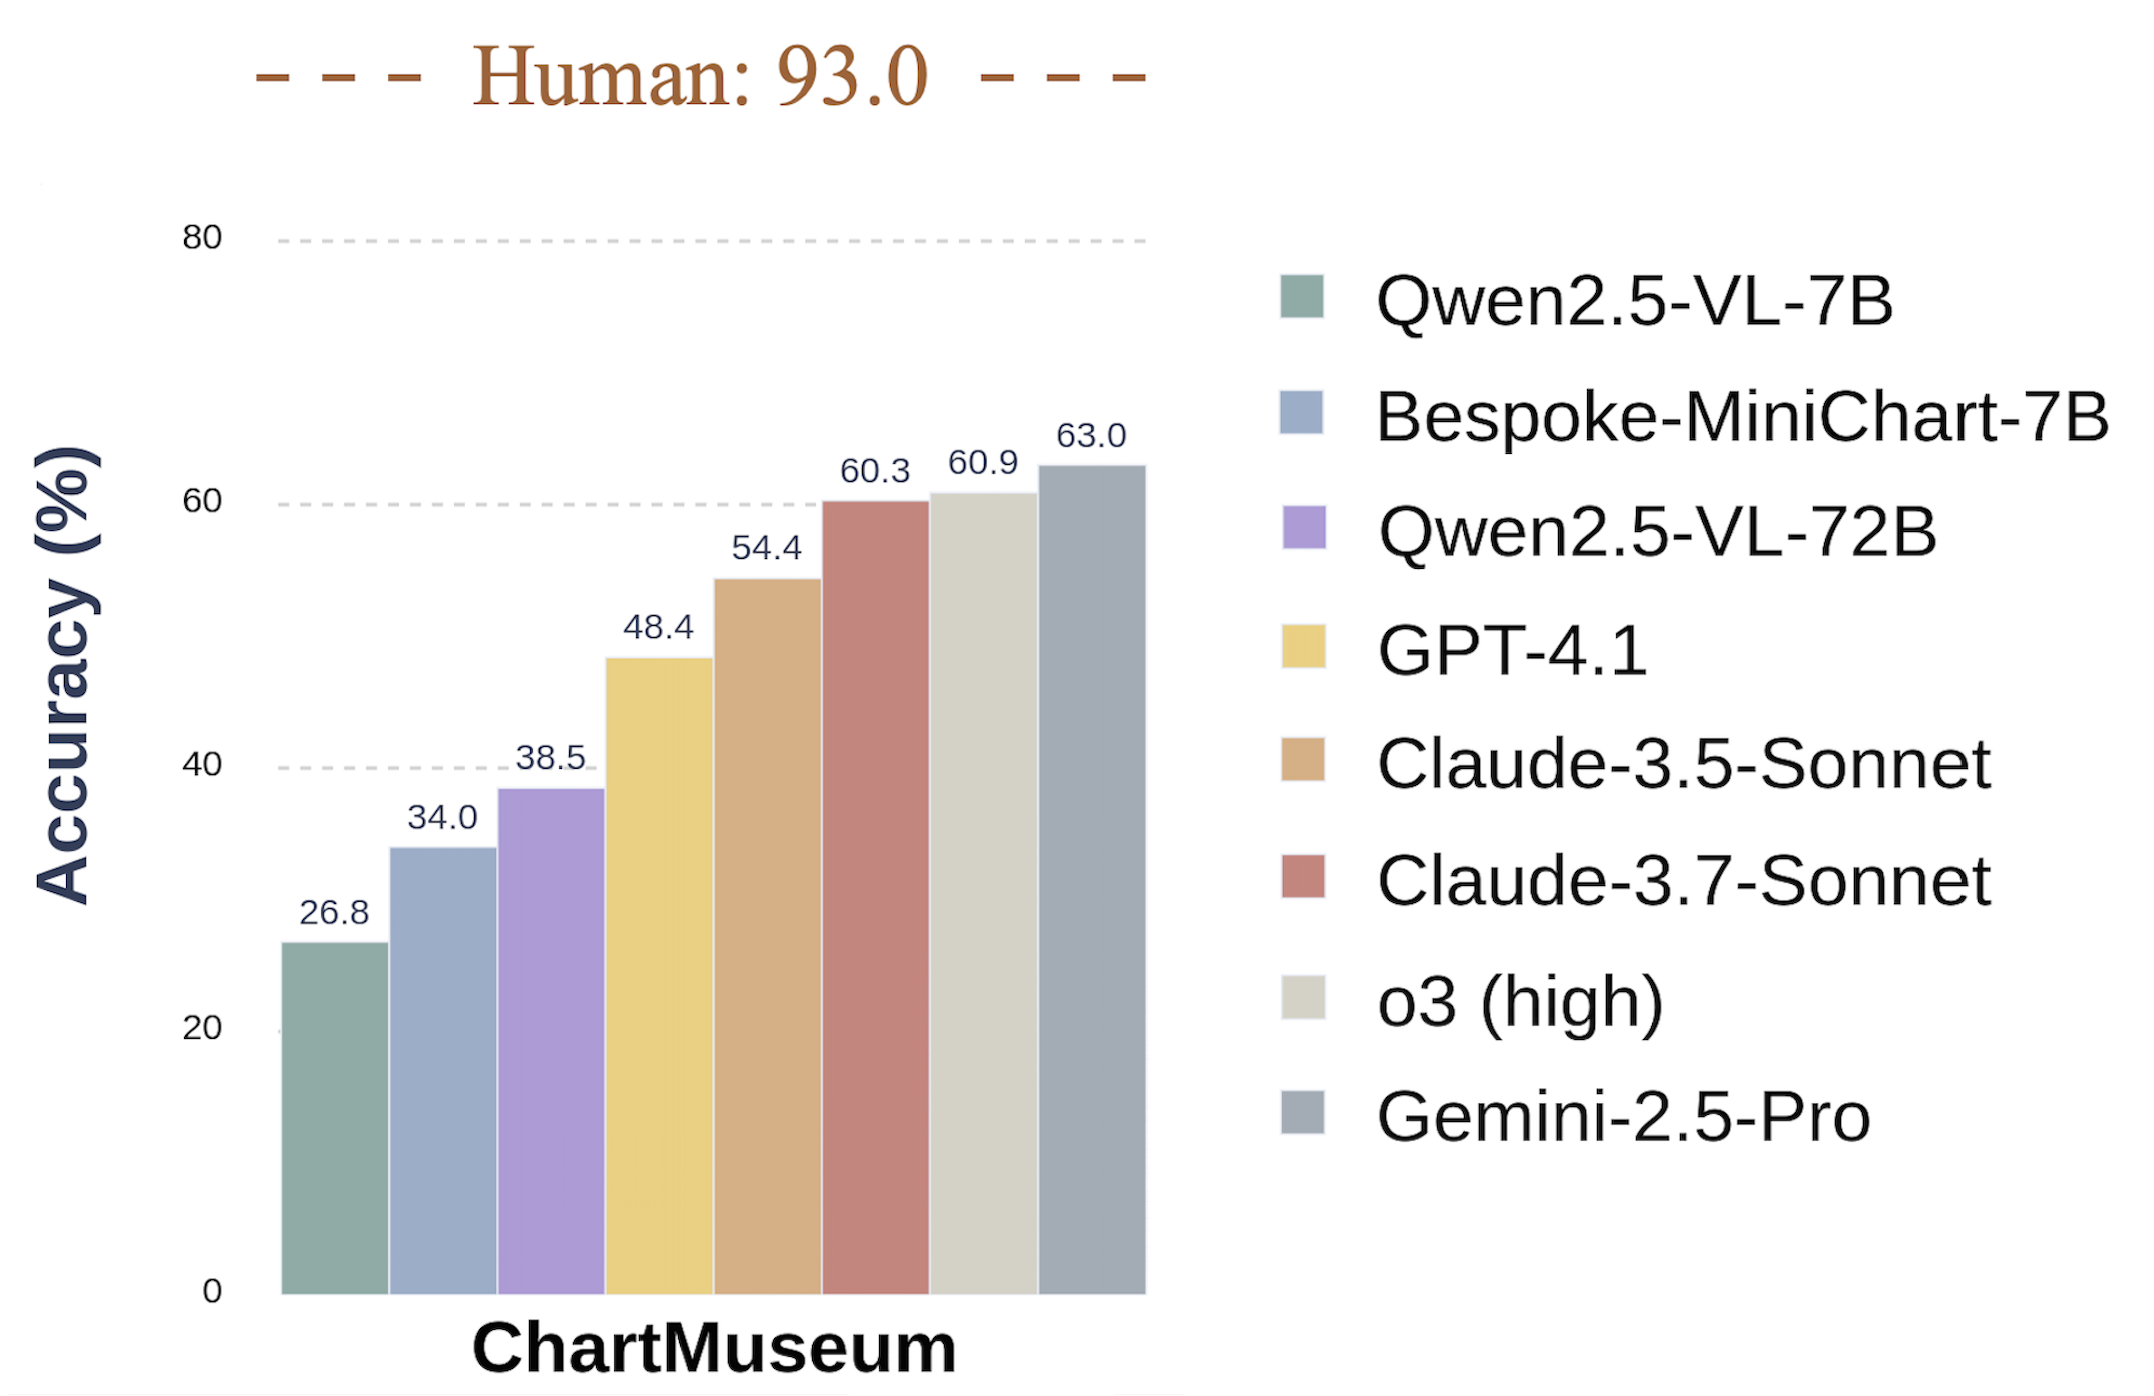 Human: 93.0
80
60
40
20
0
Accuracy (%)
26.8
34.0
38.5
48.4
54.4
60.3
60.9
63.0
ChartMuseum
Qwen2.5-VL-7B
Bespoke-MiniChart-7B
Qwen2.5-VL-72B
GPT-4.1
Claude-3.5-Sonnet
Claude-3.7-Sonnet
o3 (high)
Gemini-2.5-Pro